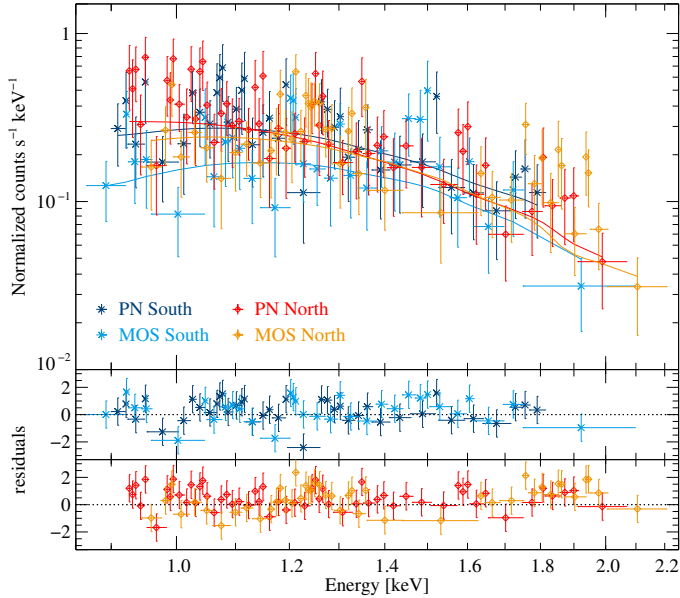 Normalized counts s⁻¹ keV⁻¹
1
10⁻¹
10⁻²
PN South
PN North
MOS South
MOS North
residuals
2
0
−2
2
0
−2
1.0
1.2
1.4
1.6
1.8
2.0
2.2
Energy [keV]